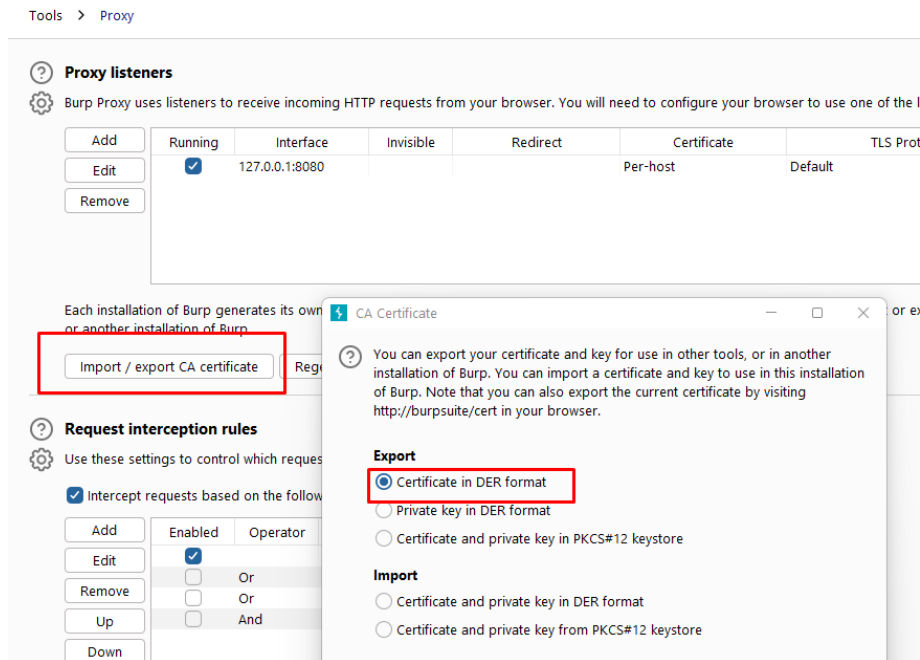 Tools > Proxy
Proxy listeners
Burp Proxy uses listeners to receive incoming HTTP requests from your browser. You will need to configure your browser to use one of the
Add
Running Interface Invisible Redirect Certificate TLS Prot
Edit
127.0.0.1:8080 Per-host Default
Remove
Each installation of Burp generates its own
or ex
or another installation of Burp.
Import / export CA certificate
Rege
CA Certificate
You can export your certificate and key for use in other tools, or in another
installation of Burp. You can import a certificate and key to use in this installation
of Burp. Note that you can also export the current certificate by visiting
http://burpsuite/cert in your browser.
Export
Certificate in DER format
Private key in DER format
Certificate and private key in PKCS#12 keystore
Import
Certificate and private key in DER format
Certificate and private key from PKCS#12 keystore
Request interception rules
Use these settings to control which reques
Intercept requests based on the follow
Add
Enabled Operator
Edit
Or
Remove
Or
Up
And
Down